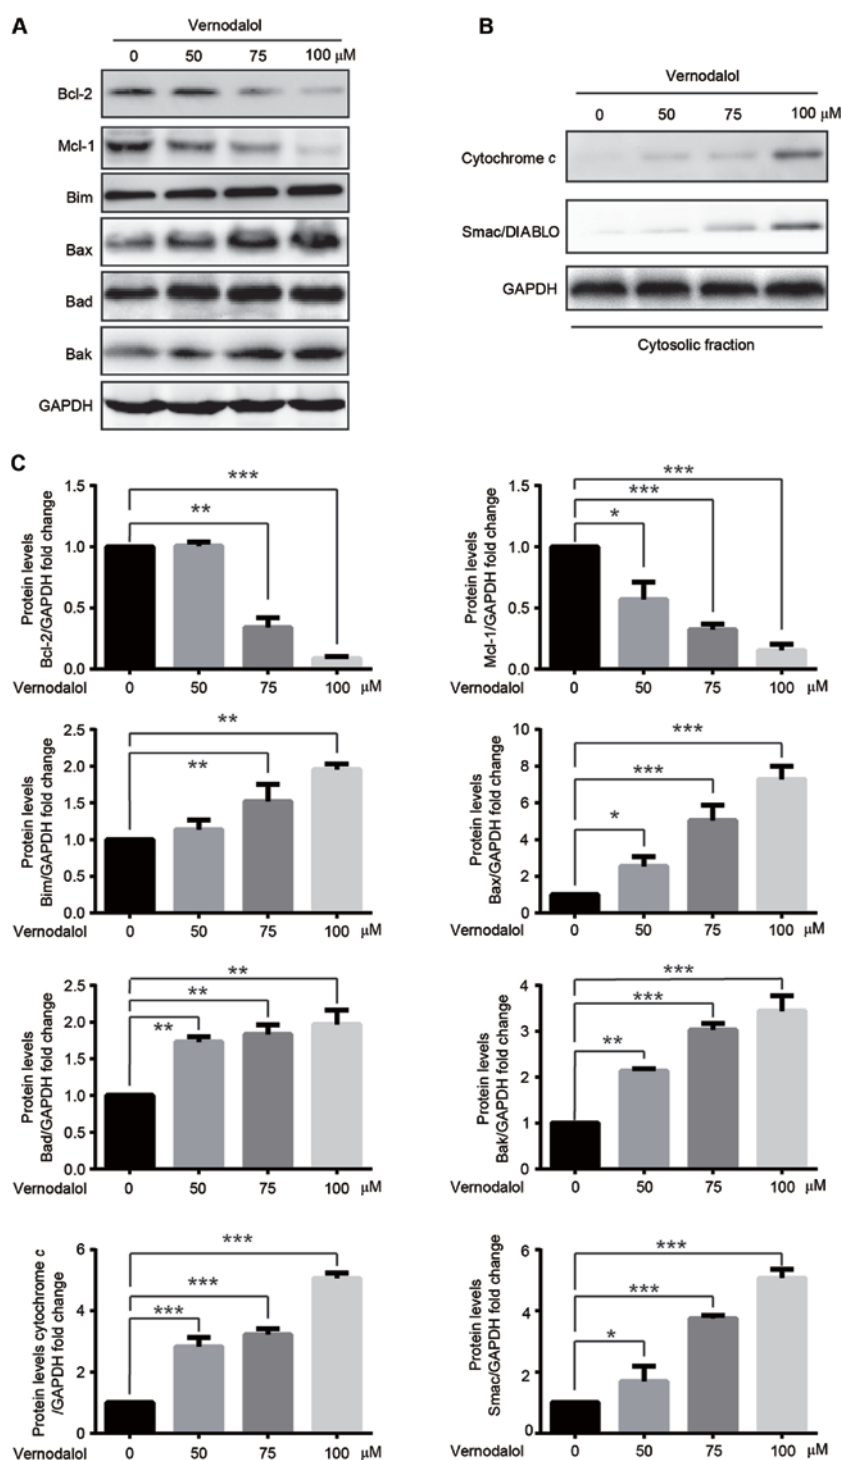 A
Vernodalol
0 50 75 100 μM
Bcl-2
Mcl-1
Bim
Bax
Bad
Bak
GAPDH
B
Vernodalol
0 50 75 100 μM
Cytochrome c
Smac/DIABLO
GAPDH
Cytosolic fraction
C
Protein levels
Bcl-2/GAPDH fold change
1.5
1.0
0.5
0.0
***
**
Vernodalol 0 50 75 100 μM
Protein levels
Mcl-1/GAPDH fold change
1.5
1.0
0.5
0.0
***
***
*
Vernodalol 0 50 75 100 μM
Protein levels
Bim/GAPDH fold change
2.5
2.0
1.5
1.0
0.5
0.0
**
**
Vernodalol 0 50 75 100 μM
Protein levels
Bax/GAPDH fold change
10
8
6
4
2
0
***
***
*
Vernodalol 0 50 75 100 μM
Protein levels
Bad/GAPDH fold change
2.5
2.0
1.5
1.0
0.5
0.0
**
**
**
Vernodalol 0 50 75 100 μM
Protein levels
Bak/GAPDH fold change
4
3
2
1
0
***
***
**
Vernodalol 0 50 75 100 μM
Protein levels cytochrome c
/GAPDH fold change
6
4
2
0
***
***
***
Vernodalol 0 50 75 100 μM
Protein levels
Smac/GAPDH fold change
6
4
2
0
***
***
*
Vernodalol 0 50 75 100 μM